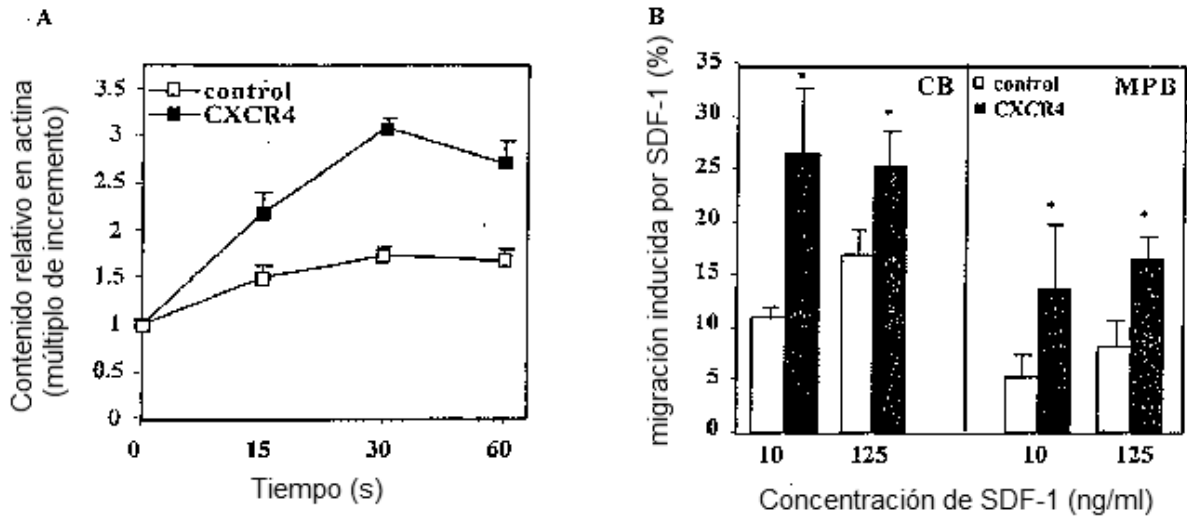 A
Contenido relativo en actina
(múltiplo de incremento)
3.5
3
2.5
2
1.5
1
0.5
0
control
CXCR4
0 15 30 60
Tiempo (s)
B
migración inducida por SDF-1 (%)
35
30
25
20
15
10
5
0
* CB
*
control MPB
CXCR4
*
*
10 125 10 125
Concentración de SDF-1 (ng/ml)